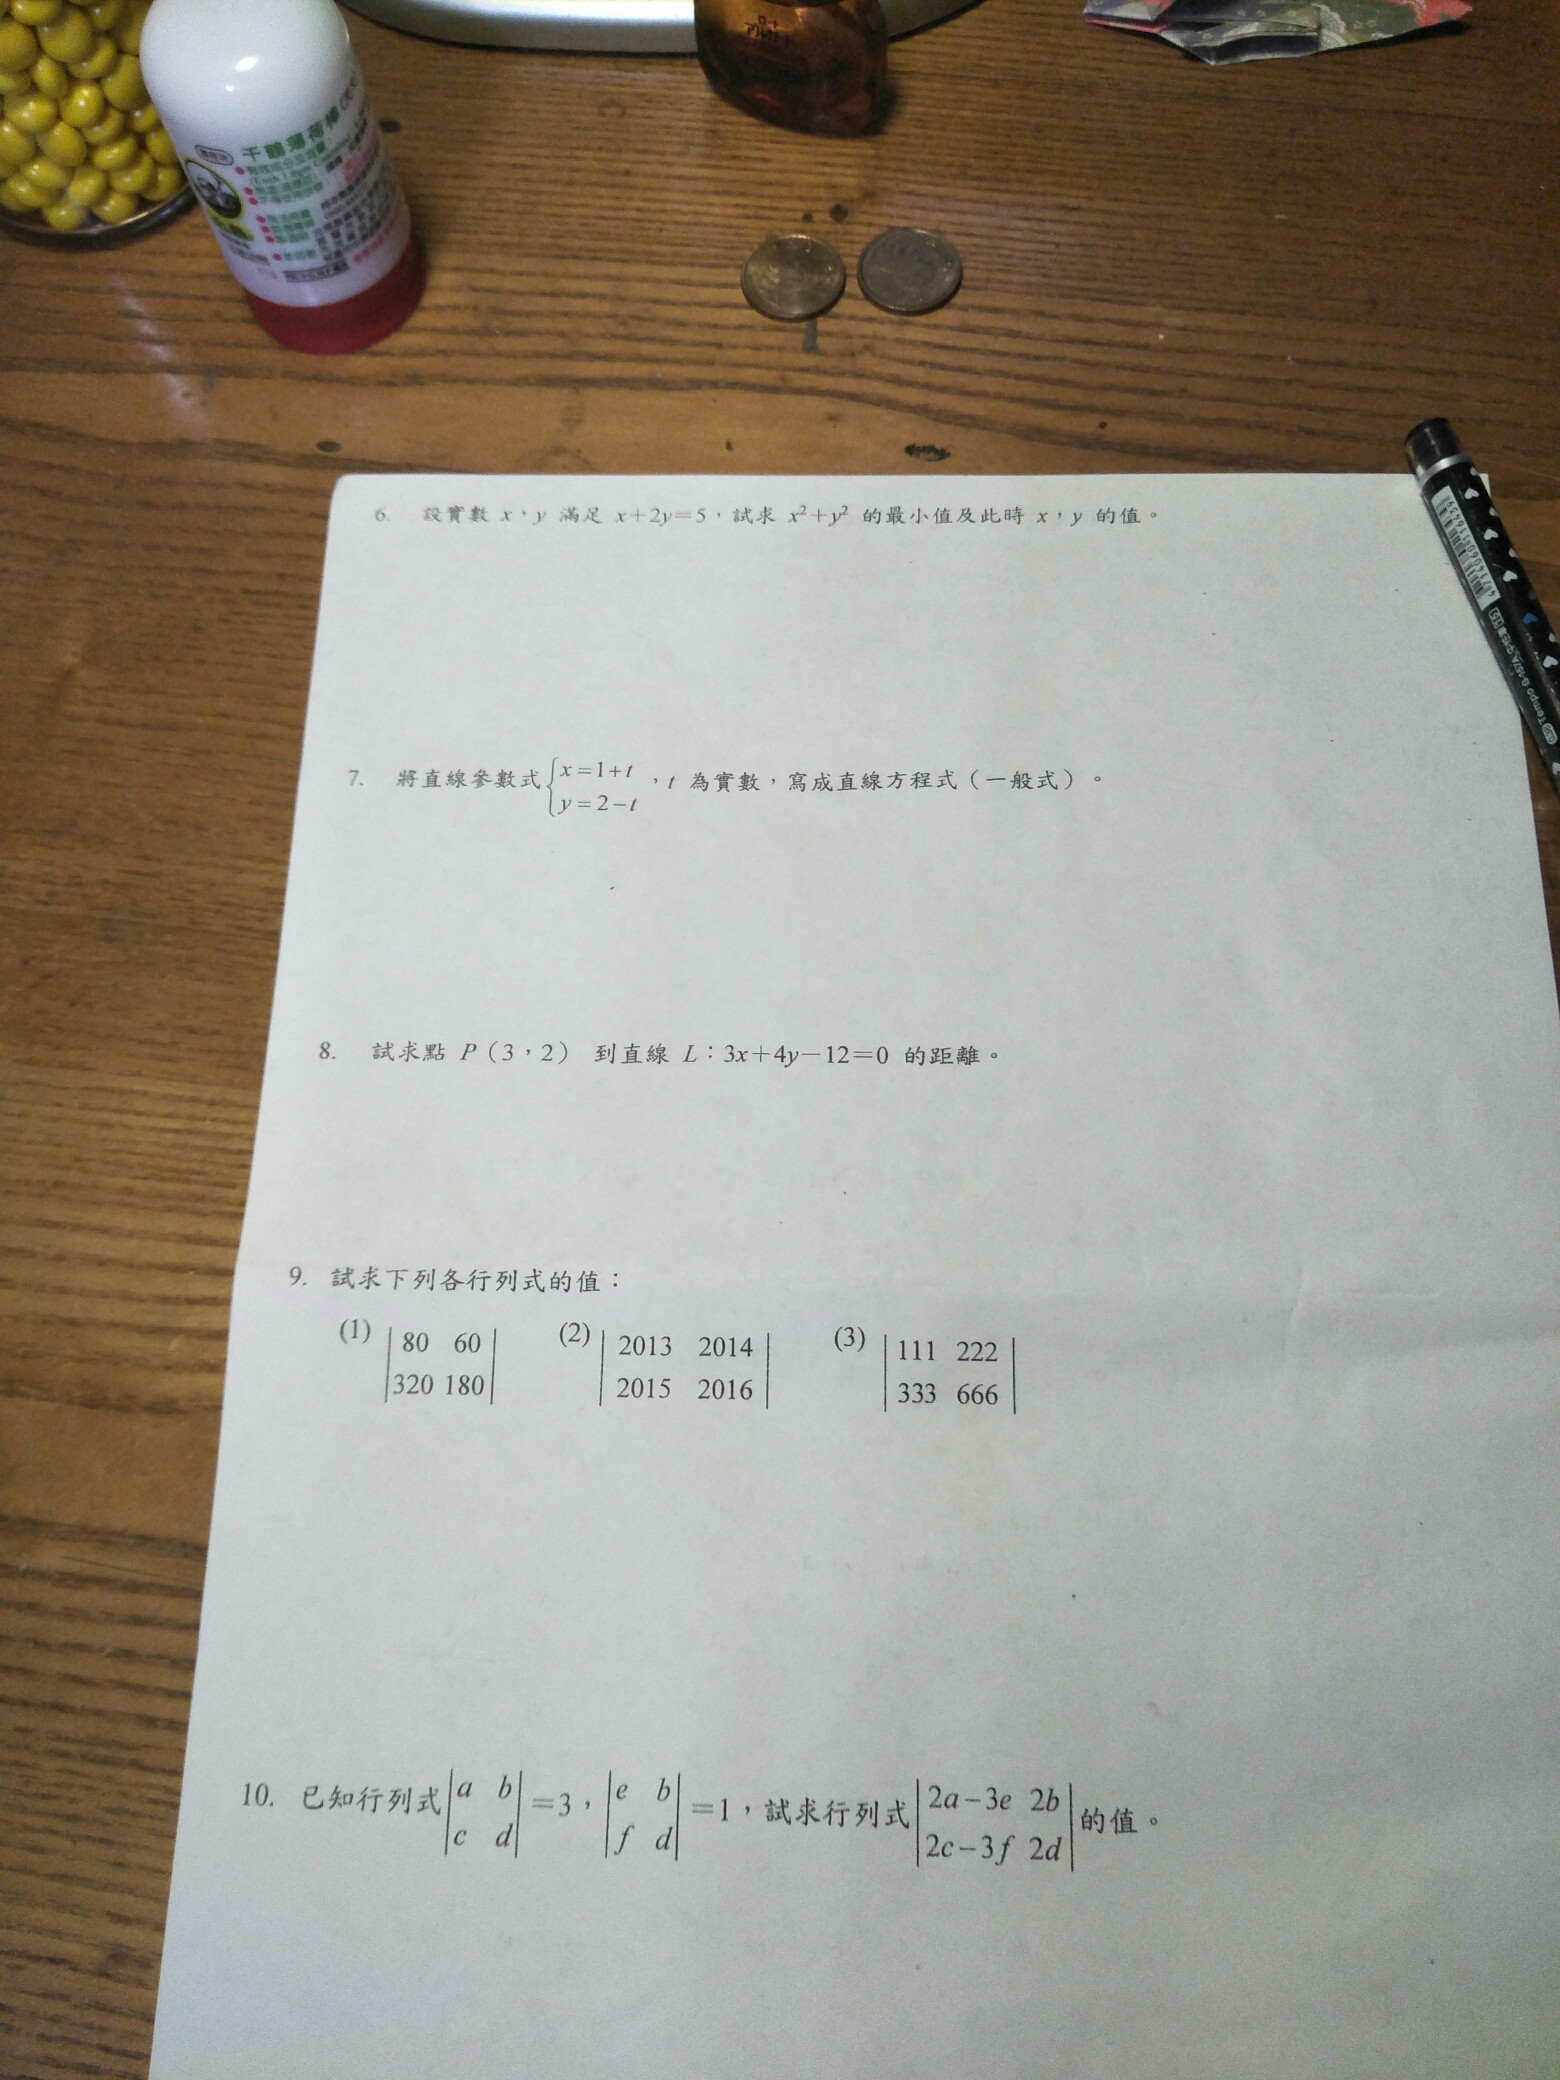 千鶴薄荷棒
6. 設實數 x，y 滿足 x+2y=5，試求 x²+y² 的最小值及此時 x，y 的值。
7. 將直線參數式 {x=1+t
y=2−t ，t 為實數，寫成直線方程式（一般式）。
8. 試求點 P（3，2） 到直線 L：3x+4y−12=0 的距離。
9. 試求下列各行列式的值：
(1) |80 60| (2) |2013 2014| (3) |111 222|
|320 180| |2015 2016| |333 666|
10. 已知行列式 |a b| =3， |e b| =1，試求行列式 |2a−3e 2b| 的值。
|c d| |f d| |2c−3f 2d|